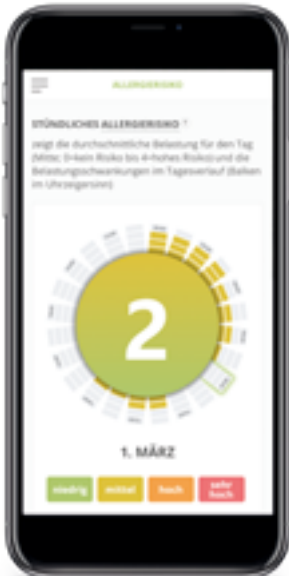 ALLERGIERISIKO
STÜNDLICHES ALLERGIERISIKO
zeigt die durchschnittliche Belastung für den Tag
(Mitte; 0=kein Risiko bis 4=hohes Risiko) und die
Belastungsschwankungen im Tagesverlauf (Balken
im Uhrzeigersinn)
2
1. MÄRZ
niedrig mittel hoch sehr
hoch